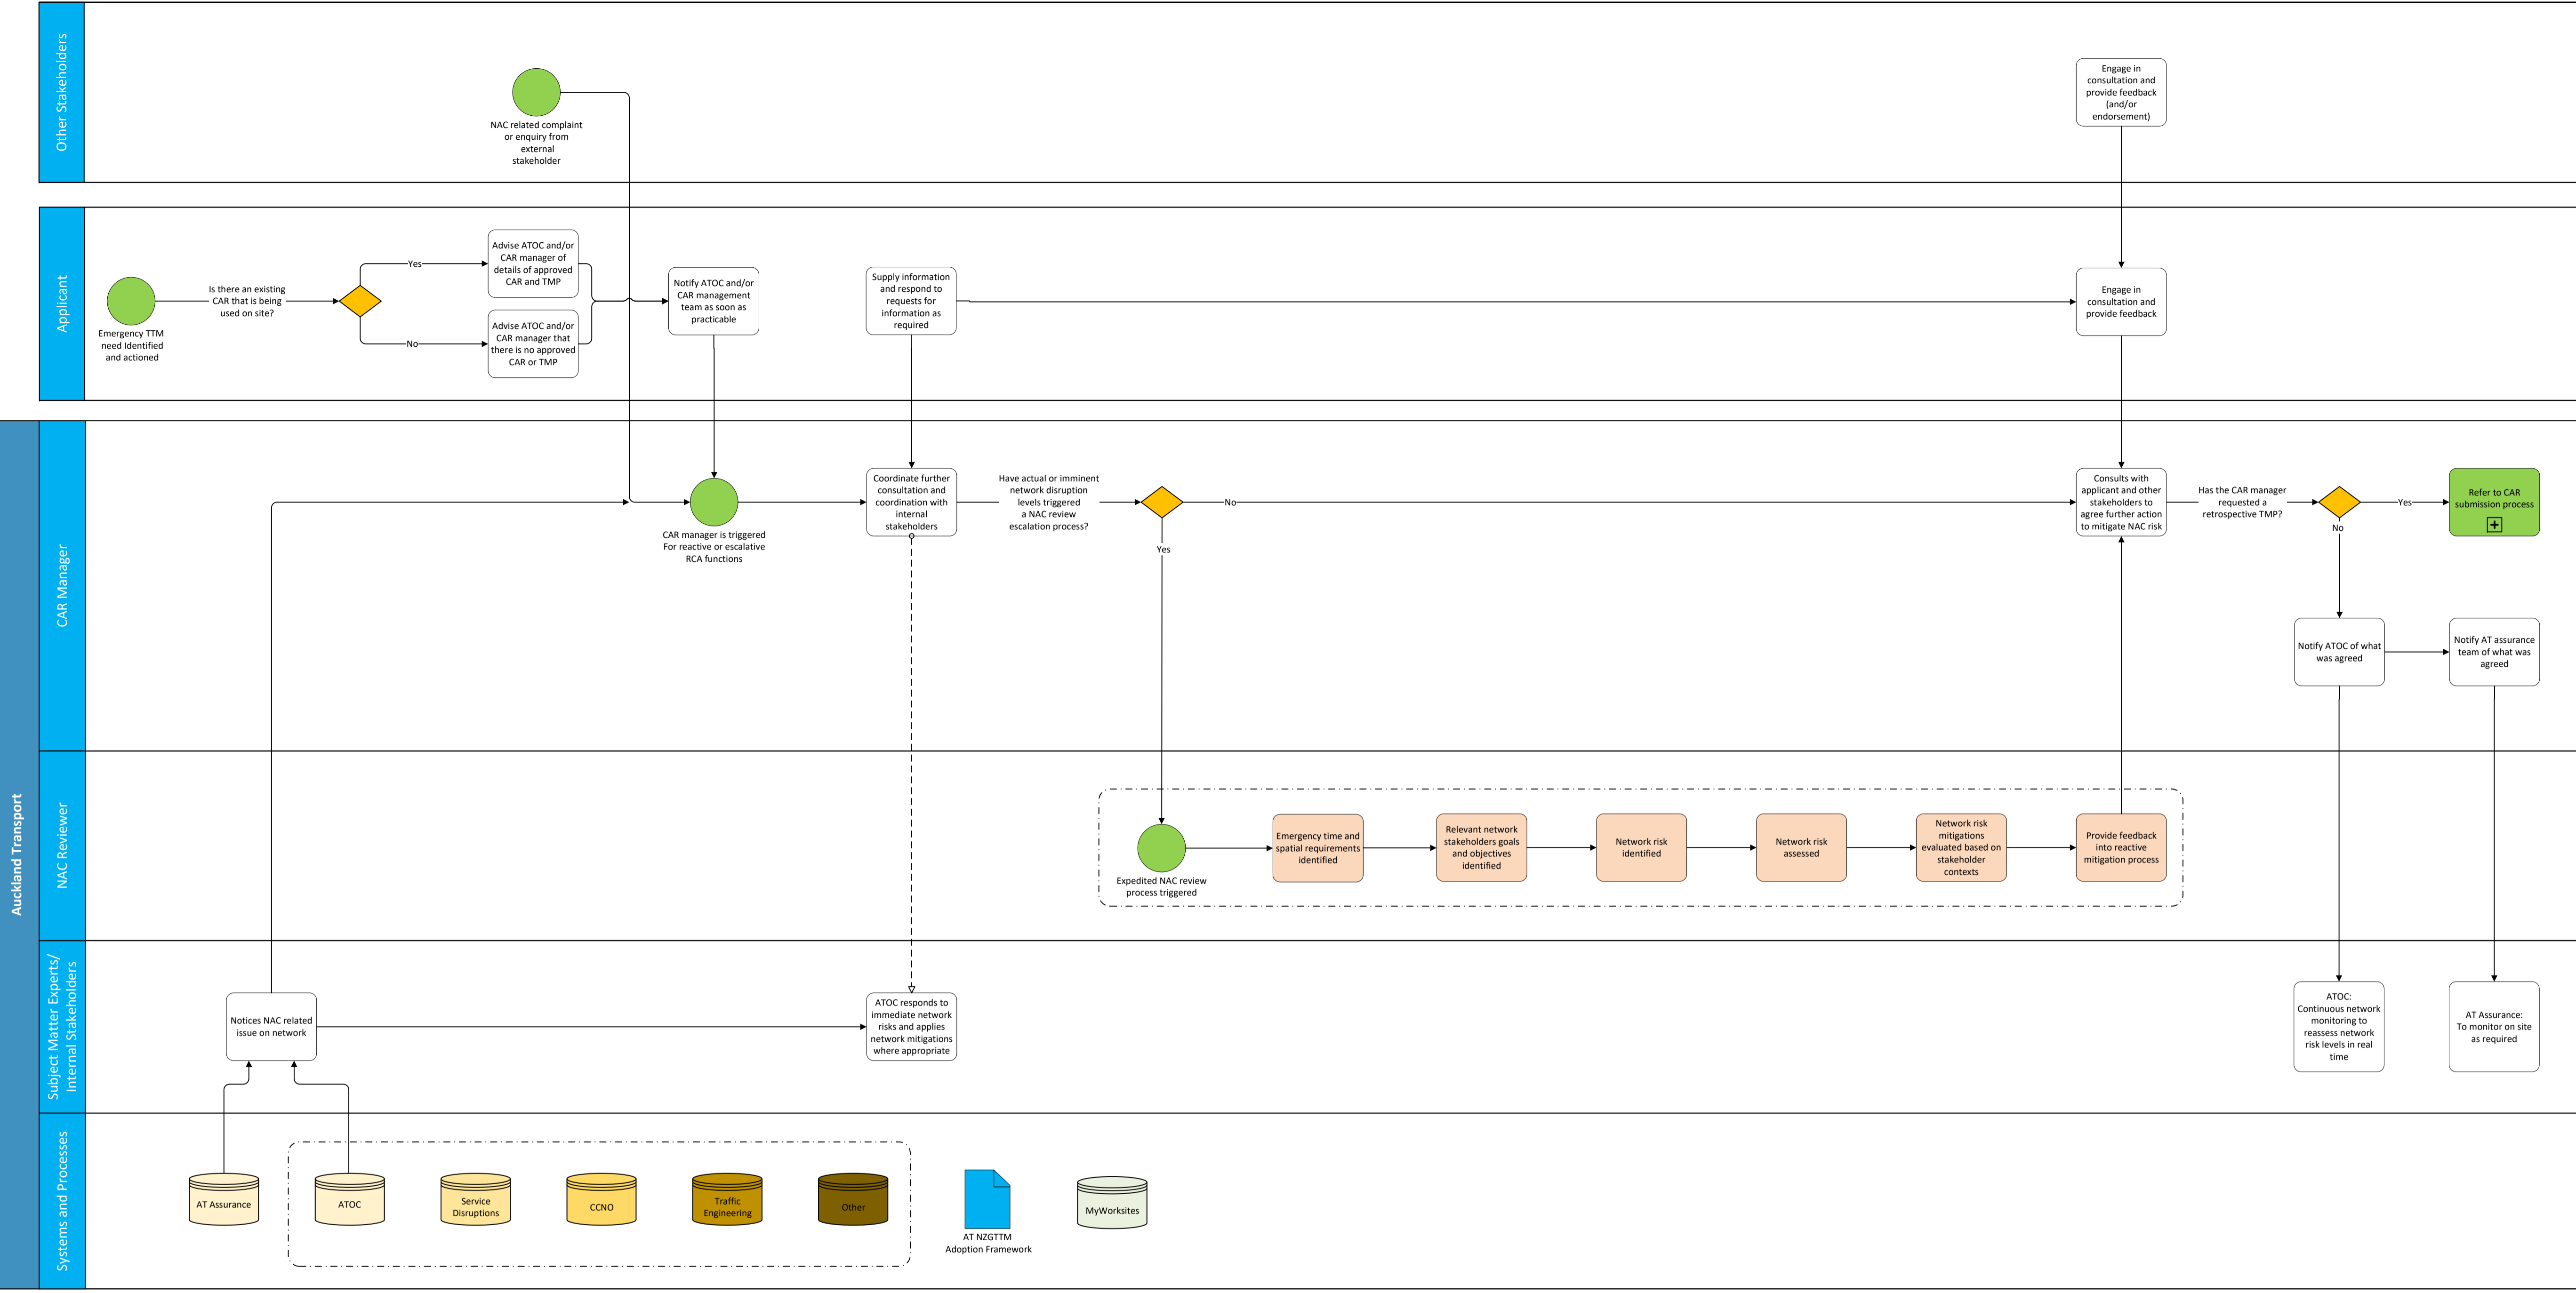 Other Stakeholders
NAC related complaint
or enquiry from
external
stakeholder
Engage in
consultation and
provide feedback
(and/or
endorsement)
Applicant
Emergency TTM
need Identified
and actioned
Is there an existing
CAR that is being
used on site?
Yes
No
Advise ATOC and/or
CAR manager of
details of approved
CAR and TMP
Advise ATOC and/or
CAR manager that
there is no approved
CAR or TMP
Notify ATOC and/or
CAR management
team as soon as
practicable
Supply information
and respond to
requests for
information as
required
Engage in
consultation and
provide feedback
Auckland Transport
CAR Manager
CAR manager is triggered
For reactive or escalative
RCA functions
Coordinate further
consultation and
coordination with
internal
stakeholders
Have actual or imminent
network disruption
levels triggered
a NAC review
escalation process?
No
Yes
Consults with
applicant and other
stakeholders to
agree further action
to mitigate NAC risk
Has the CAR manager
requested a
retrospective TMP?
Yes
No
Refer to CAR
submission process
Notify ATOC of what
was agreed
Notify AT assurance
team of what was
agreed
NAC Reviewer
Expedited NAC review
process triggered
Emergency time and
spatial requirements
identified
Relevant network
stakeholders goals
and objectives
identified
Network risk
identified
Network risk
assessed
Network risk
mitigations
evaluated based on
stakeholder
contexts
Provide feedback
into reactive
mitigation process
Subject Matter Experts/
Internal Stakeholders
Notices NAC related
issue on network
ATOC responds to
immediate network
risks and applies
network mitigations
where appropriate
ATOC:
Continuous network
monitoring to
reassess network
risk levels in real
time
AT Assurance:
To monitor on site
as required
Systems and Processes
AT Assurance
ATOC
Service
Disruptions
CCNO
Traffic
Engineering
Other
AT NZGTTM
Adoption Framework
MyWorksites